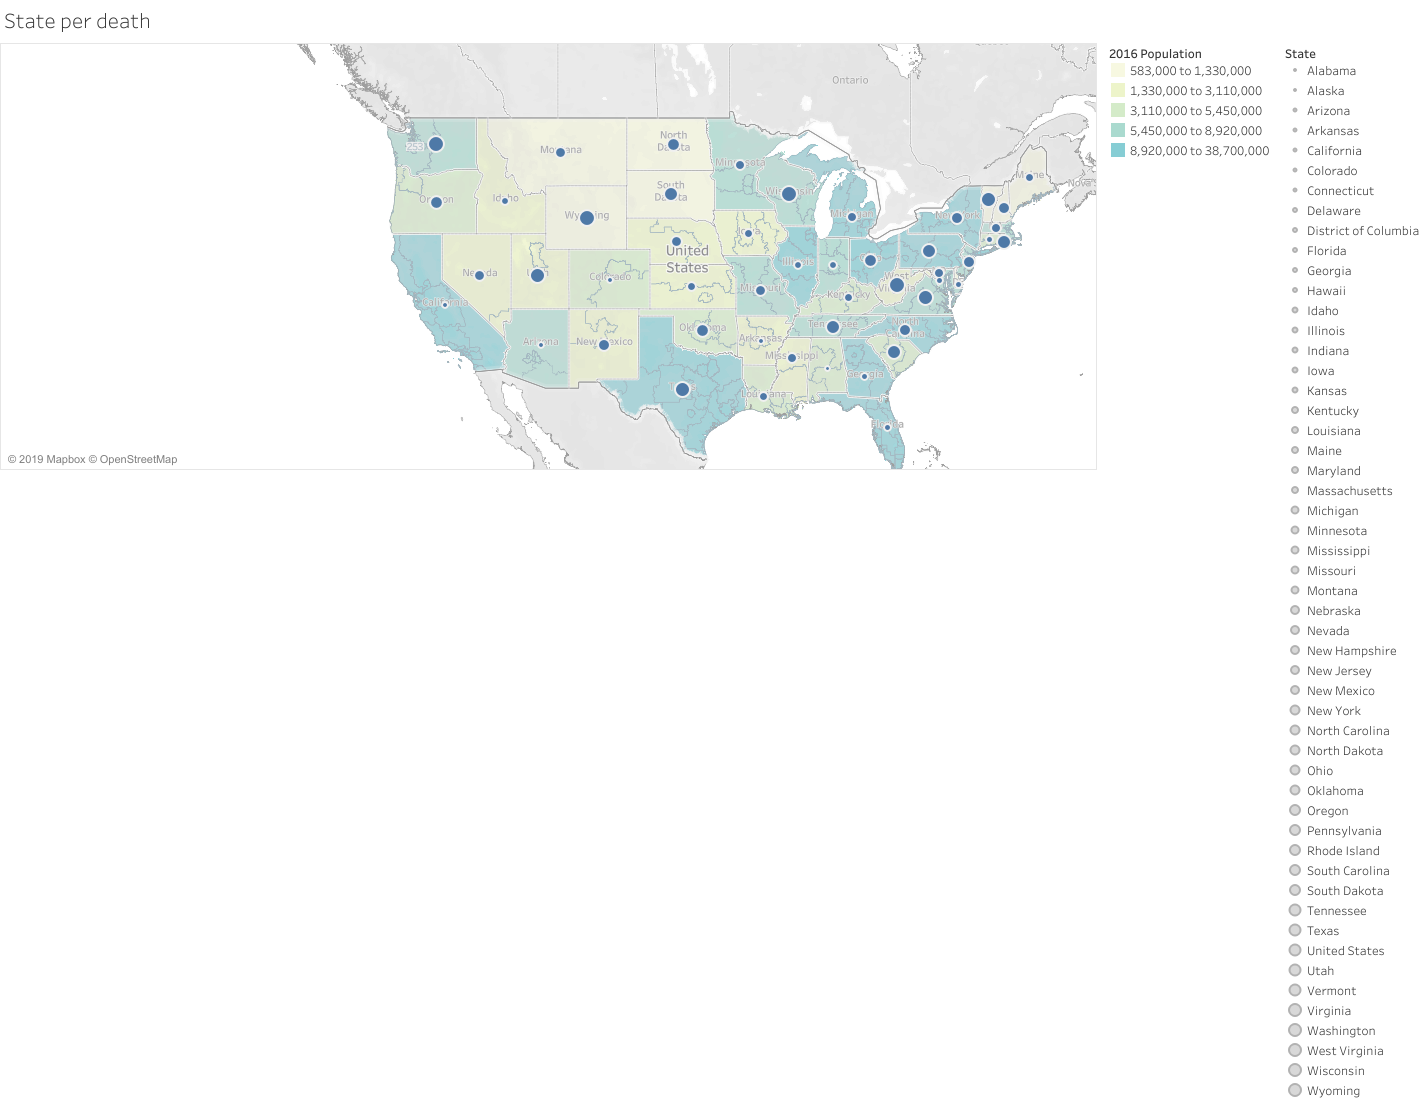 State per death
Ontario
Nova
253
Montana
North
Dakota
Minnesota
Maine
Oregon
Idaho
South
Dakota
Wisconsin
Wyoming
Michigan
New York
Iowa
United
States
Nevada
Utah
Colorado
Illinois
West
Virginia
California
Missouri
Kentucky
Oklahoma
Tennessee
North
Carolina
Arizona
New Mexico
Arkansas
Mississippi
Georgia
Louisiana
Florida
© 2019 Mapbox © OpenStreetMap
2016 Population
583,000 to 1,330,000
1,330,000 to 3,110,000
3,110,000 to 5,450,000
5,450,000 to 8,920,000
8,920,000 to 38,700,000
State
Alabama
Alaska
Arizona
Arkansas
California
Colorado
Connecticut
Delaware
District of Columbia
Florida
Georgia
Hawaii
Idaho
Illinois
Indiana
Iowa
Kansas
Kentucky
Louisiana
Maine
Maryland
Massachusetts
Michigan
Minnesota
Mississippi
Missouri
Montana
Nebraska
Nevada
New Hampshire
New Jersey
New Mexico
New York
North Carolina
North Dakota
Ohio
Oklahoma
Oregon
Pennsylvania
Rhode Island
South Carolina
South Dakota
Tennessee
Texas
United States
Utah
Vermont
Virginia
Washington
West Virginia
Wisconsin
Wyoming